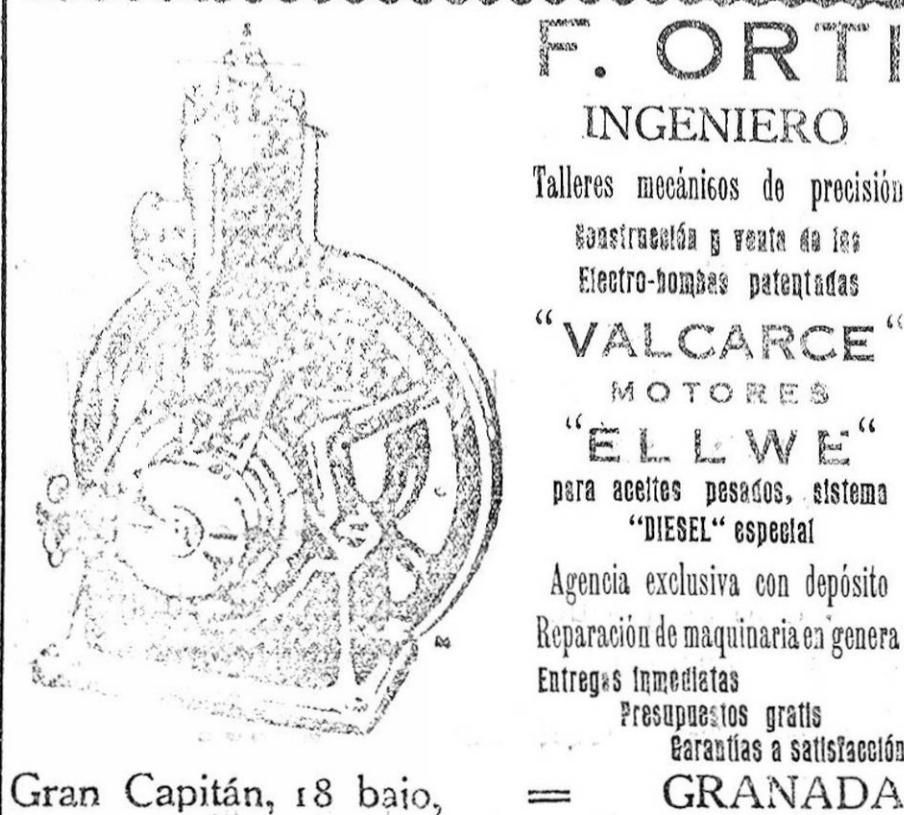 F. ORTI
INGENIERO
Talleres mecánicos de precisión
Construcción y venta de las
Electro-bombas patentadas
“VALCARCE“
MOTORES
“ELLWE“
para aceites pesados, sistema
“DIESEL“ especial
Agencia exclusiva con depósito
Reparación de maquinaria en genera
Entregas inmediatas
Presupuestos gratis
Garantías a satisfacción
Gran Capitán, 18 bajo, = GRANADA